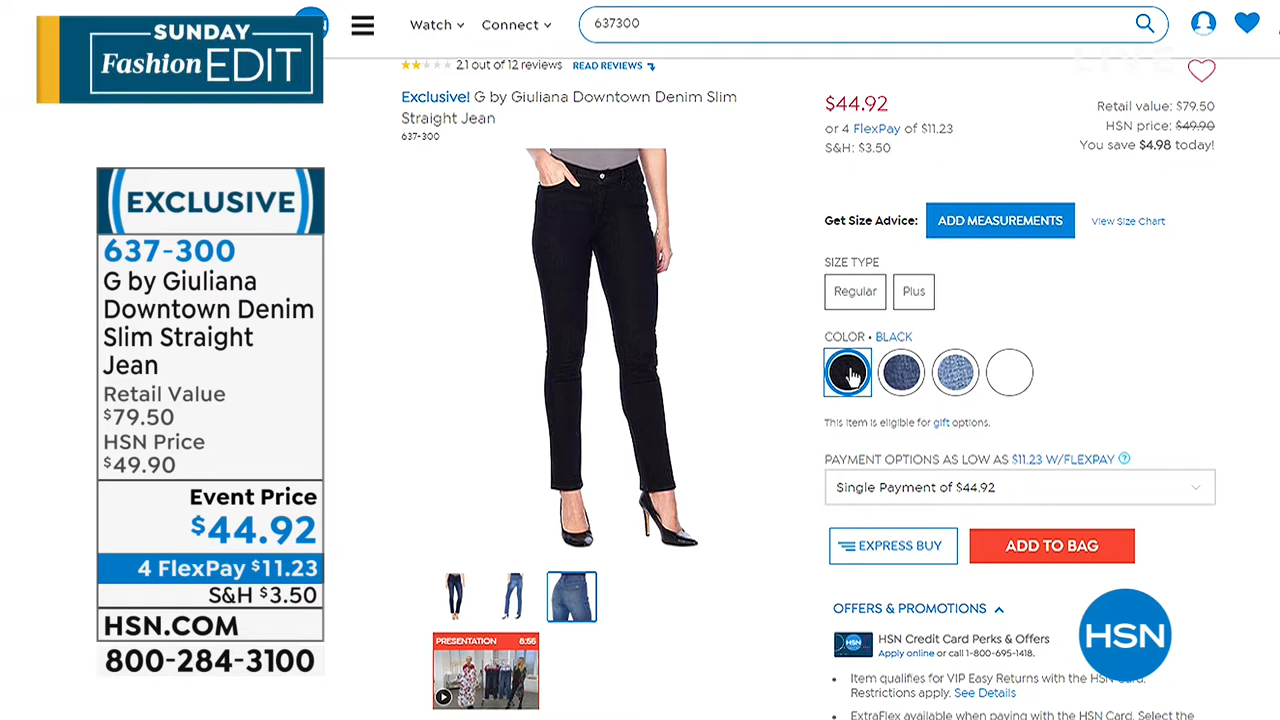 SUNDAY
Fashion EDIT
EXCLUSIVE
637-300
G by Giuliana
Downtown Denim
Slim Straight
Jean
Retail Value
$79.50
HSN Price
$49.90
Event Price
$44.92
4 FlexPay $11.23
S&H $3.50
HSN.COM
800-284-3100
Watch
Connect
637300
LIVE
2.1 out of 12 reviews READ REVIEWS
Exclusive! G by Giuliana Downtown Denim Slim
Straight Jean
637-300
PRESENTATION 8:55
$44.92
or 4 FlexPay of $11.23
S&H: $3.50
Retail value: $79.50
HSN price: $49.90
You save $4.98 today!
Get Size Advice: ADD MEASUREMENTS View Size Chart
SIZE TYPE
Regular Plus
COLOR • BLACK
This item is eligible for gift options.
PAYMENT OPTIONS AS LOW AS $11.23 W/FLEXPAY ?
Single Payment of $44.92
EXPRESS BUY ADD TO BAG
OFFERS & PROMOTIONS
HSN
HSN Credit Card Perks & Offers
Apply online or call 1-800-695-1418.
• Item qualifies for VIP Easy Returns with the HSN Card.
Restrictions apply. See Details
• ExtraFlex available when paying with the HSN Card. Select the
HSN